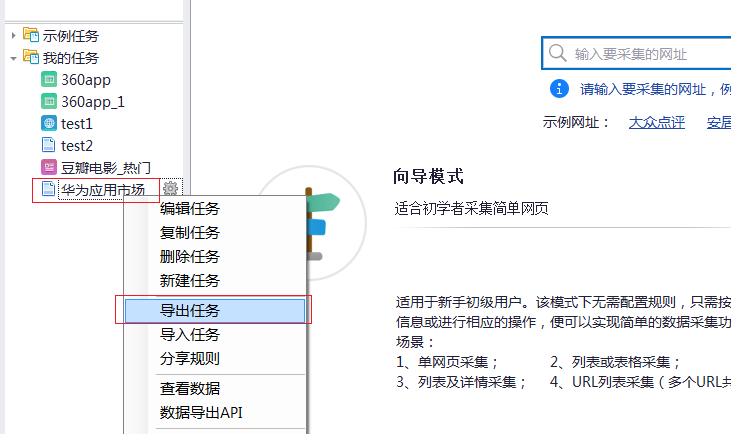 示例任务
我的任务
360app
360app_1
test1
test2
豆瓣电影_热门
华为应用市场
编辑任务
复制任务
删除任务
新建任务
导出任务
导入任务
分享规则
查看数据
数据导出API
输入要采集的网址
请输入要采集的网址，例
示例网址：
大众点评
安居
向导模式
适合初学者采集简单网页
适用于新手初级用户。该模式下无需配置规则，只需按
信息或进行相应的操作，便可以实现简单的数据采集功
场景：
1、单网页采集； 2、列表或表格采集；
3、列表及详情采集； 4、URL列表采集（多个URL共